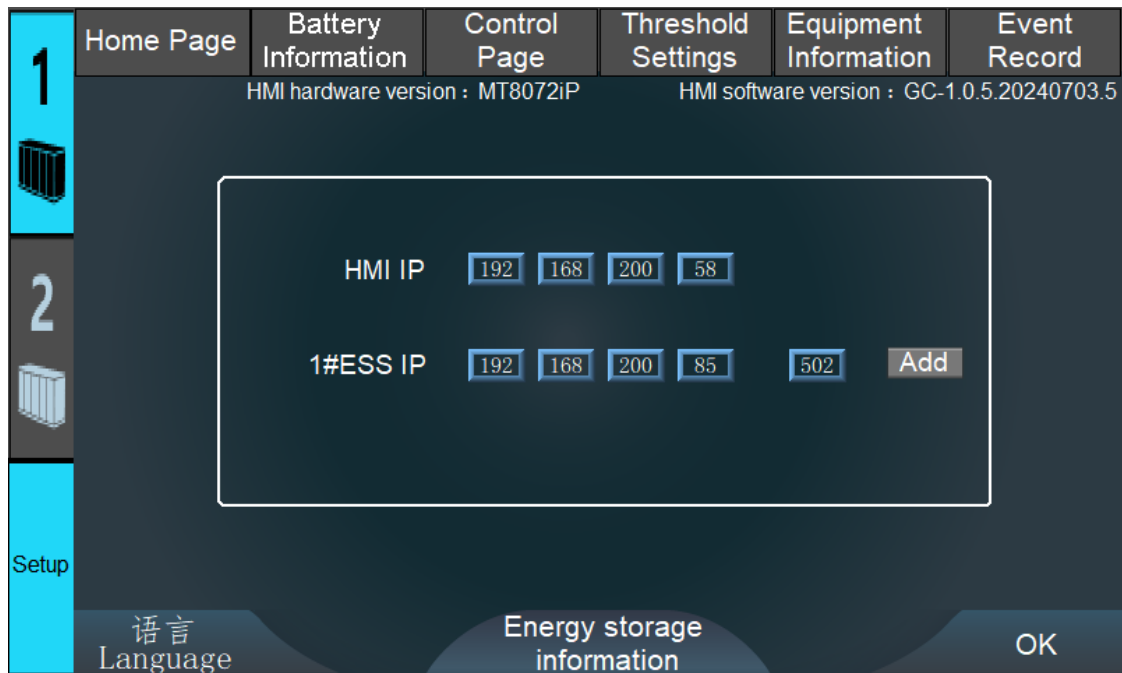 1
Home Page
Battery
Information
Control
Page
Threshold
Settings
Equipment
Information
Event
Record
HMI hardware version：MT8072iP
HMI software version：GC-1.0.5.20240703.5
HMI IP 192 168 200 58
2
1#ESS IP 192 168 200 85 502 Add
Setup
语言
Language
Energy storage
information
OK